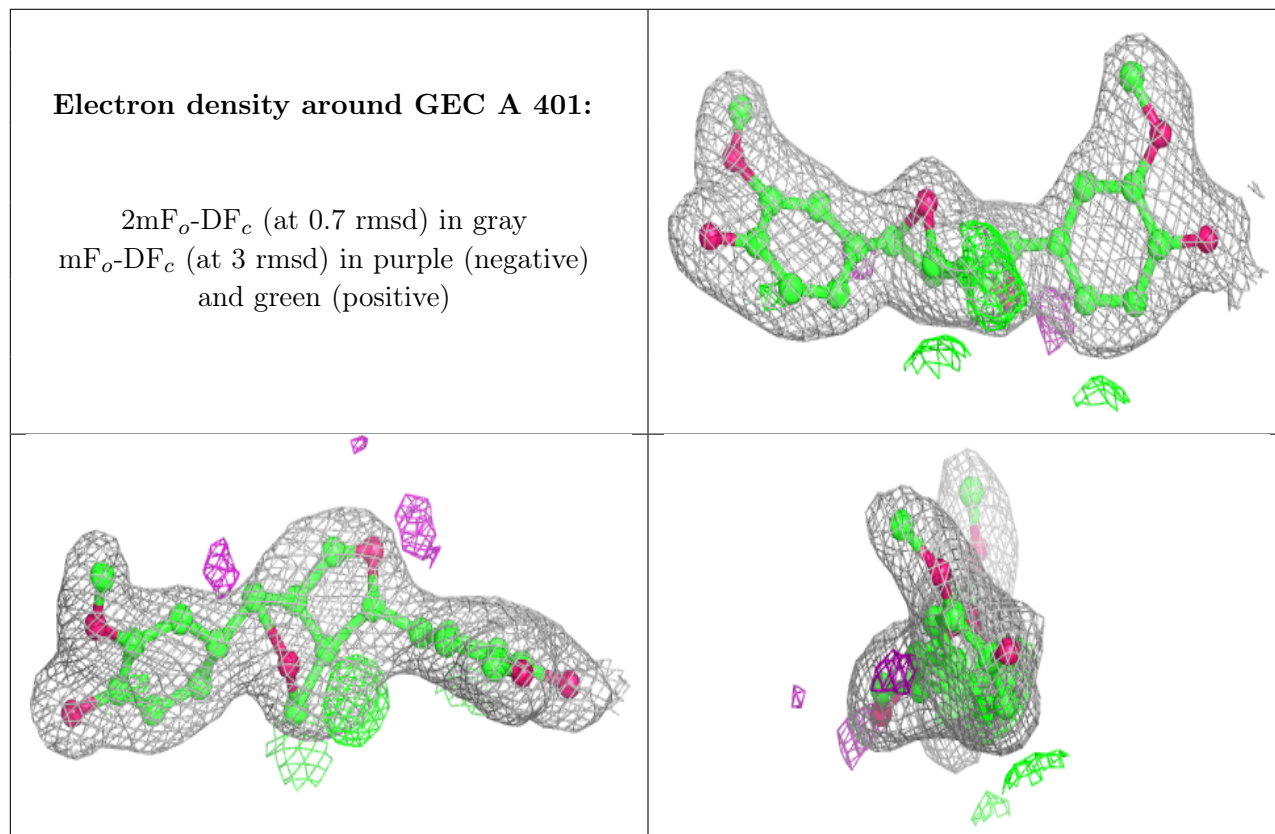 Electron density around GEC A 401:
2mFo-DFc (at 0.7 rmsd) in gray
mFo-DFc (at 3 rmsd) in purple (negative)
and green (positive)